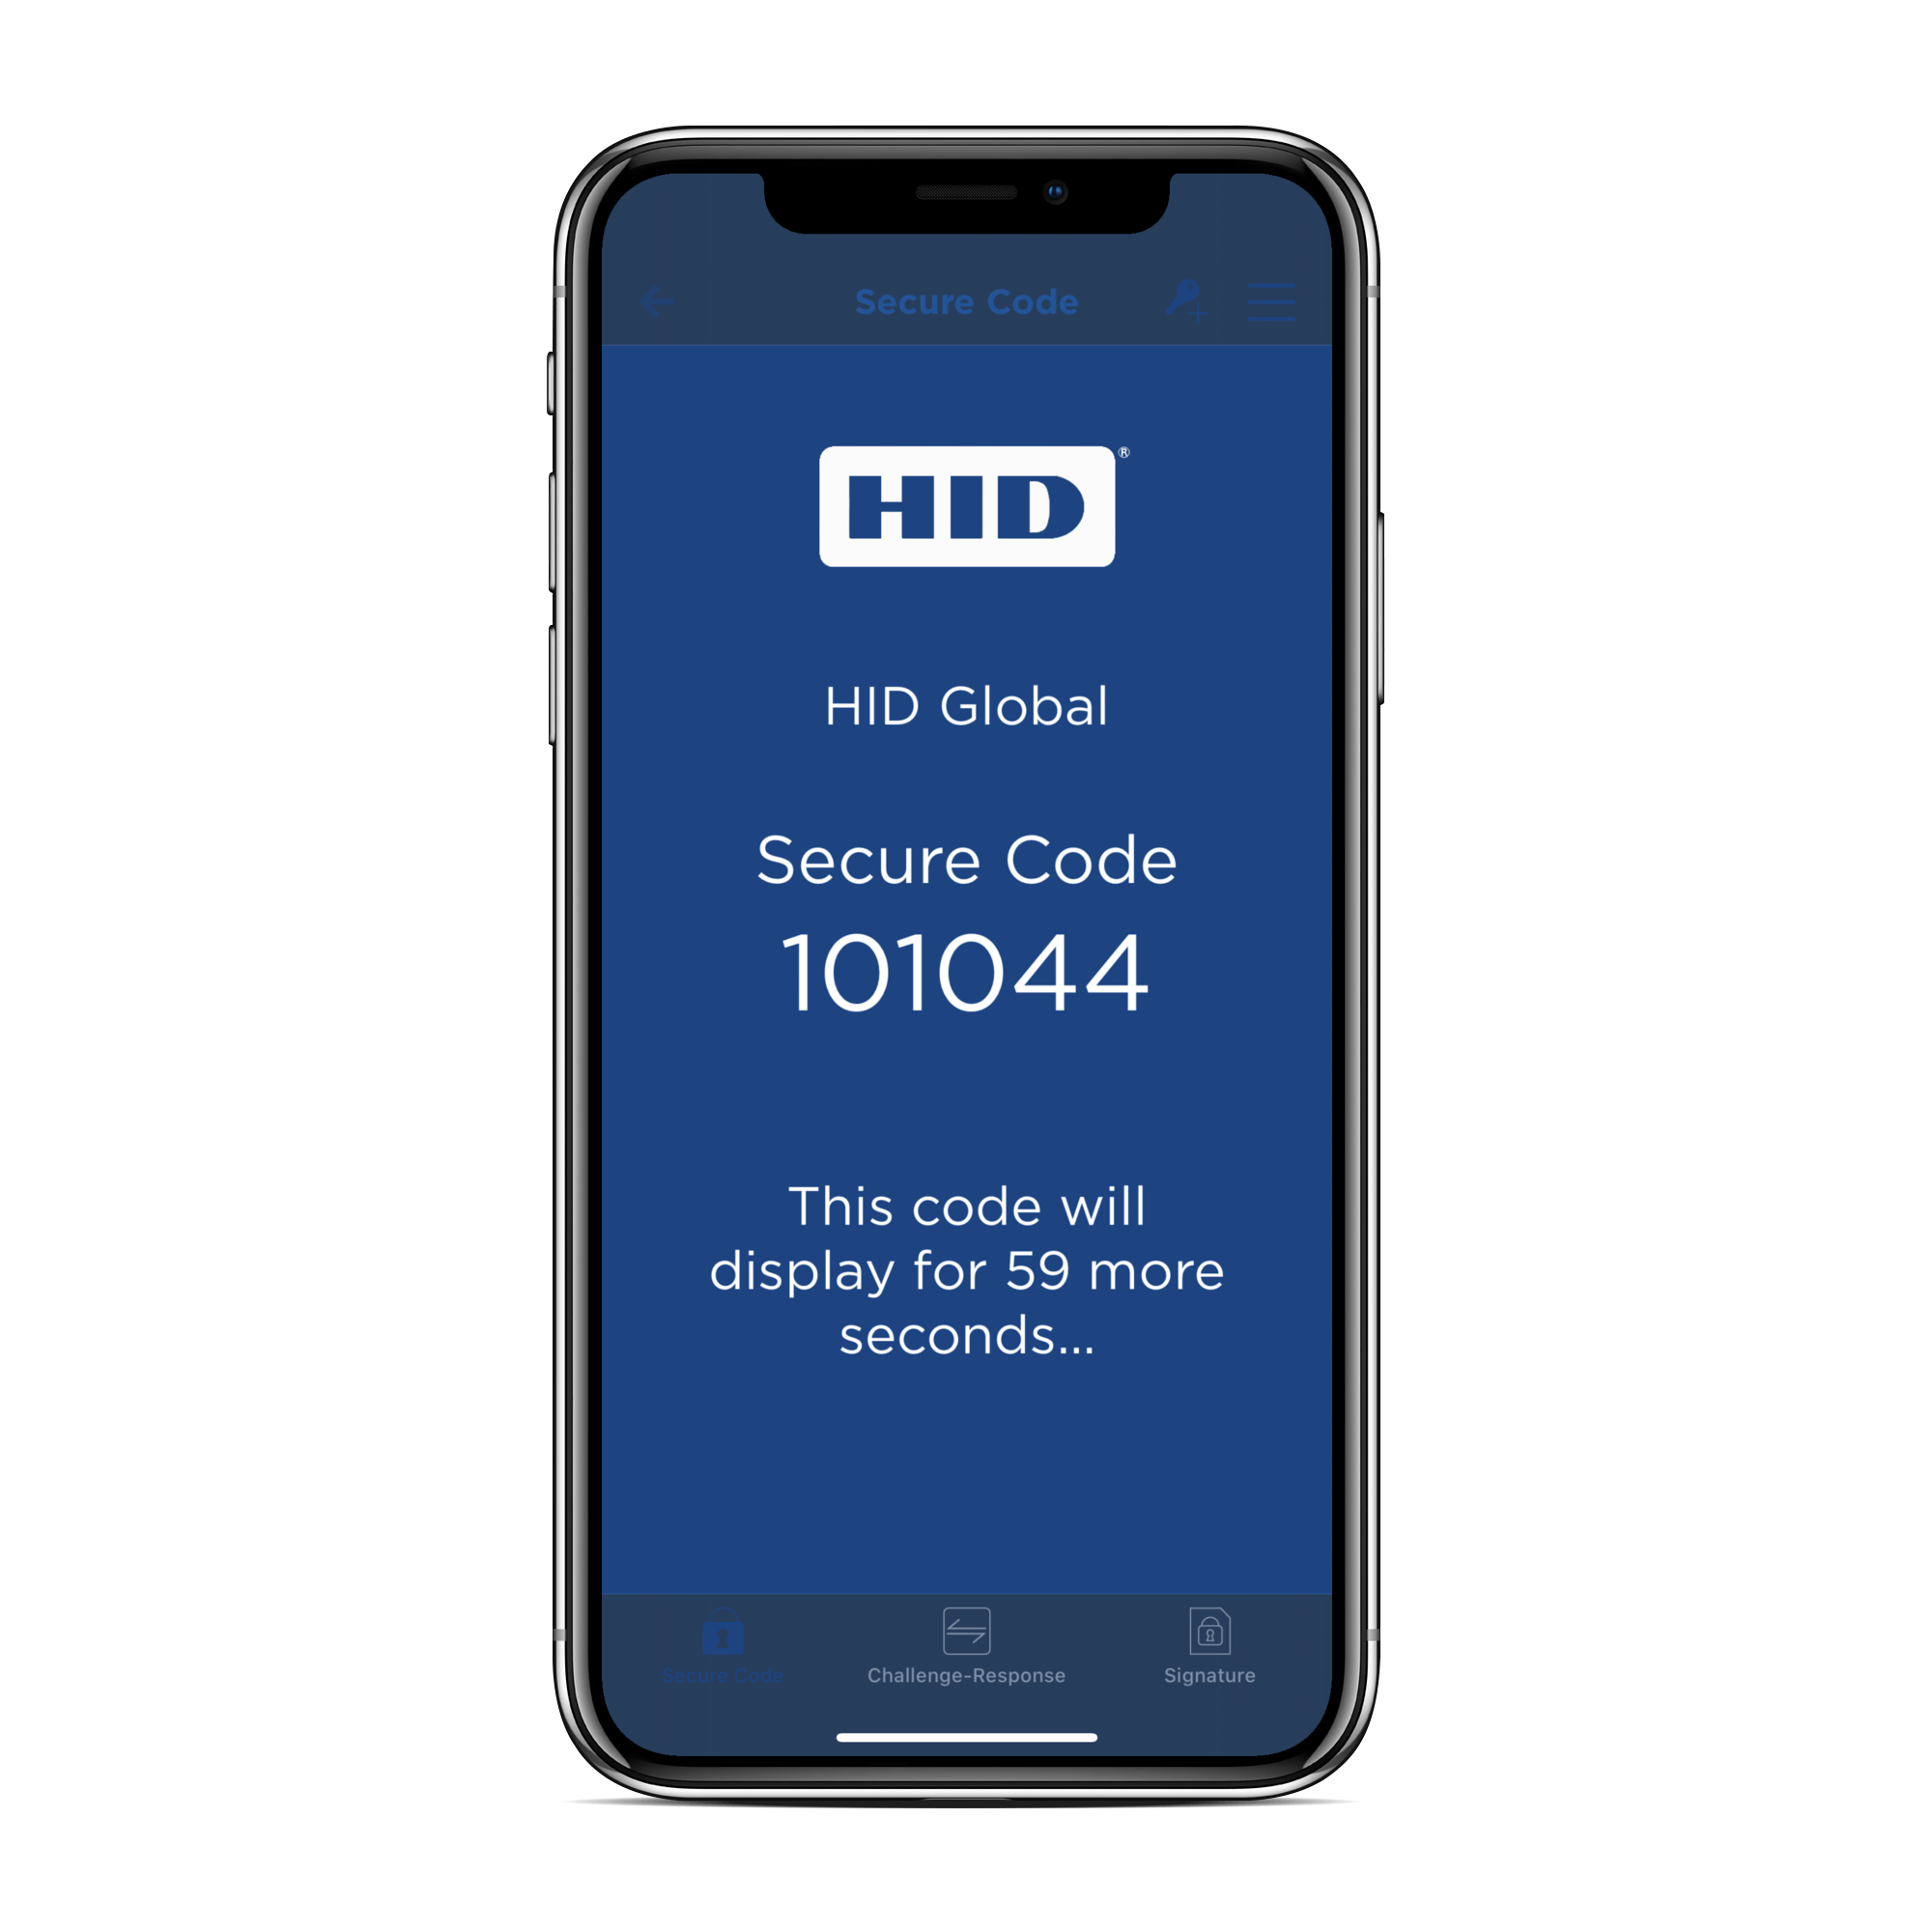 Secure Code
HID®
HID Global
Secure Code
101044
This code will
display for 59 more
seconds...
Secure Code
Challenge-Response
Signature